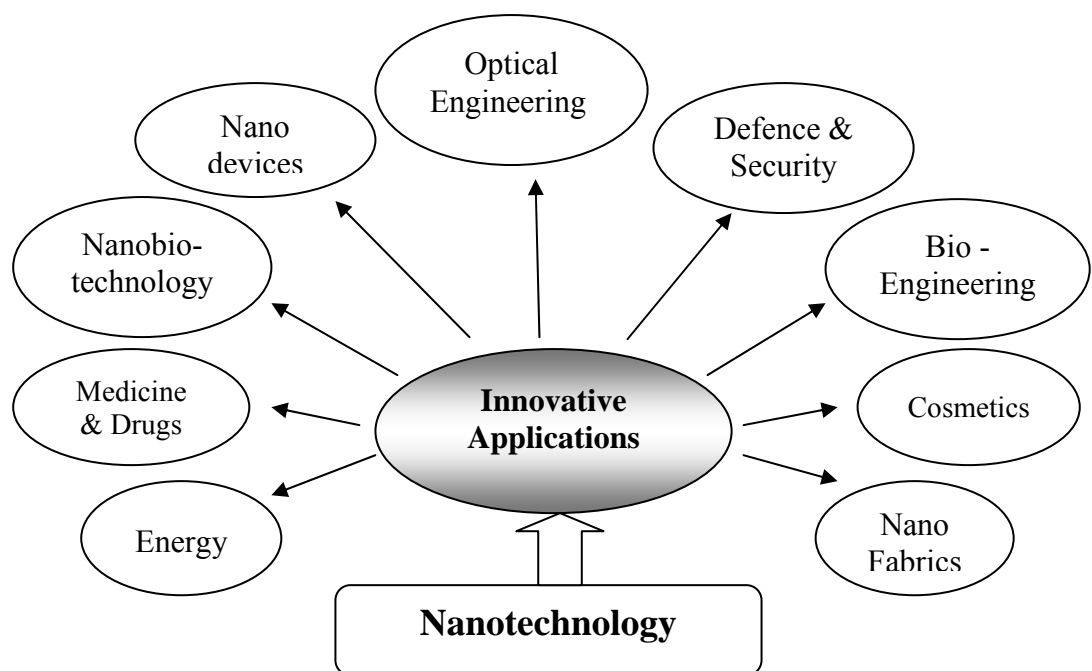 Optical
Engineering
Nano
devices
Defence &
Security
Nanobio-
technology
Bio -
Engineering
Medicine
& Drugs
Innovative
Applications
Cosmetics
Energy
Nano
Fabrics
Nanotechnology